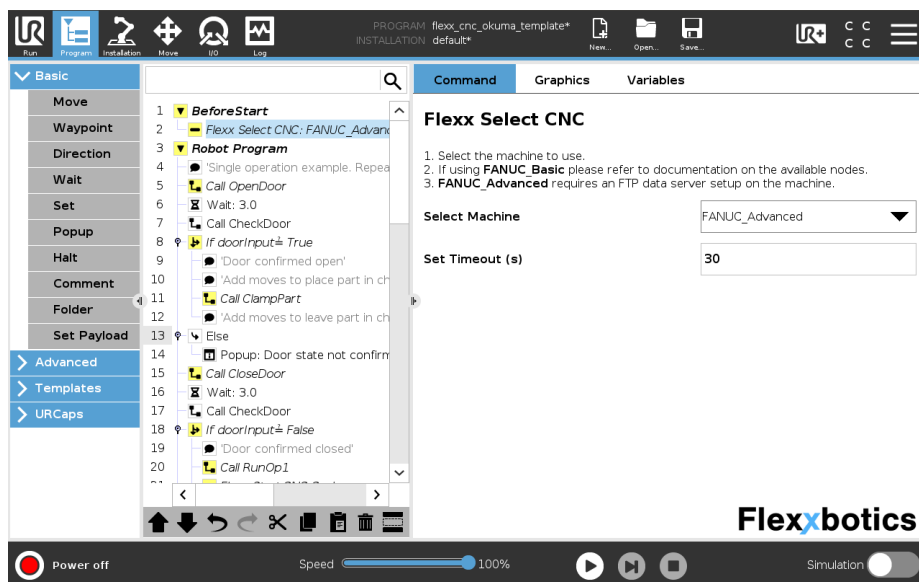 UR
Run
Program
Installation
Move
I/O
Log
PROGRAM flexx_cnc_okuma_template*
INSTALLATION default*
New...
Open...
Save...
UR+
C C
C C
Basic
Move
Waypoint
Direction
Wait
Set
Popup
Halt
Comment
Folder
Set Payload
Advanced
Templates
URCaps
1 BeforeStart
2 Flexx Select CNC: FANUC_Advan
3 Robot Program
4 'Single operation example. Repea
5 Call OpenDoor
6 Wait: 3.0
7 Call CheckDoor
8 If doorInput≟ True
9 'Door confirmed open'
10 'Add moves to place part in ch
11 Call ClampPart
12 'Add moves to leave part in ch
13 Else
14 Popup: Door state not confirm
15 Call CloseDoor
16 Wait: 3.0
17 Call CheckDoor
18 If doorInput≟ False
19 'Door confirmed closed'
20 Call RunOp1
Command
Graphics
Variables
Flexx Select CNC
1. Select the machine to use.
2. If using FANUC_Basic please refer to documentation on the available nodes.
3. FANUC_Advanced requires an FTP data server setup on the machine.
Select Machine
FANUC_Advanced
Set Timeout (s)
30
Flexxbotics
Power off
Speed
100%
Simulation